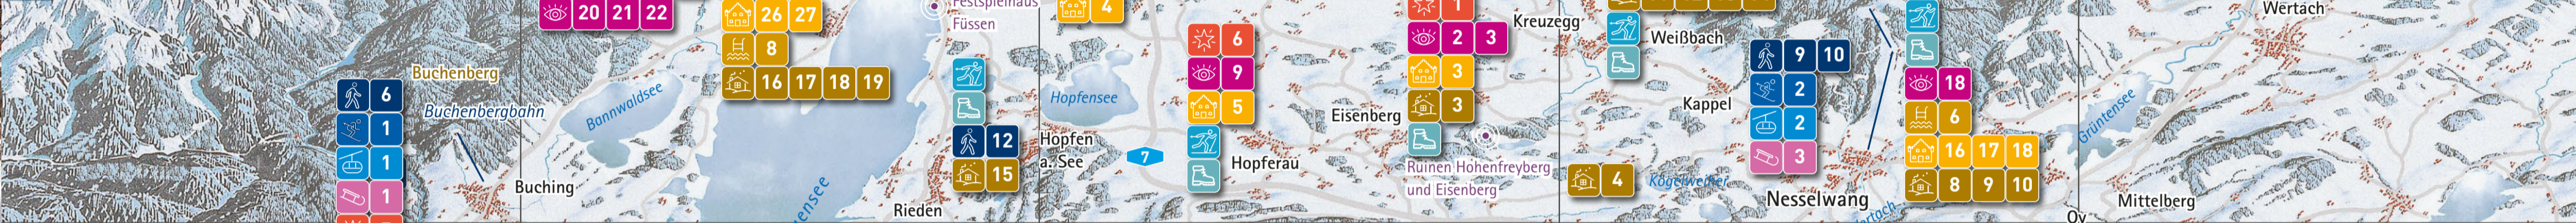 20 21 22
Buchenberg
6
Buchenbergbahn
1
1
1
Buching
Bannwaldsee
26 27
8
16 17 18 19
Festspielhaus
Füssen
12
15
Rieden
4
Hopfensee
Hopfen
a. See
7
6
9
5
Hopferau
1
2 3
3
3
Eisenberg
Ruinen Hohenfreyberg
und Eisenberg
Kreuzegg
Weißbach
4
Kögelweiher
9 10
2
2
3
Kappel
Nesselwang
18
6
16 17 18
8 9 10
Wertach
Grüntensee
Mittelberg
Oy